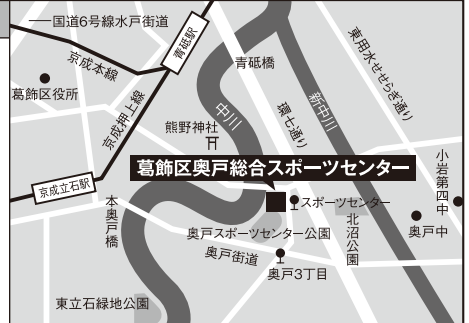 国道6号線水戸街道
青砥駅
京成本線
青砥橋
東用水せせらぎ通り
葛飾区役所
京成押上線
中川
環七通り
新中川
熊野神社
葛飾区奥戸総合スポーツセンター
小岩第四中
京成立石駅
本奥戸橋
スポーツセンター
北沼公園
奥戸中
奥戸スポーツセンター公園
奥戸街道
奥戸3丁目
東立石緑地公園